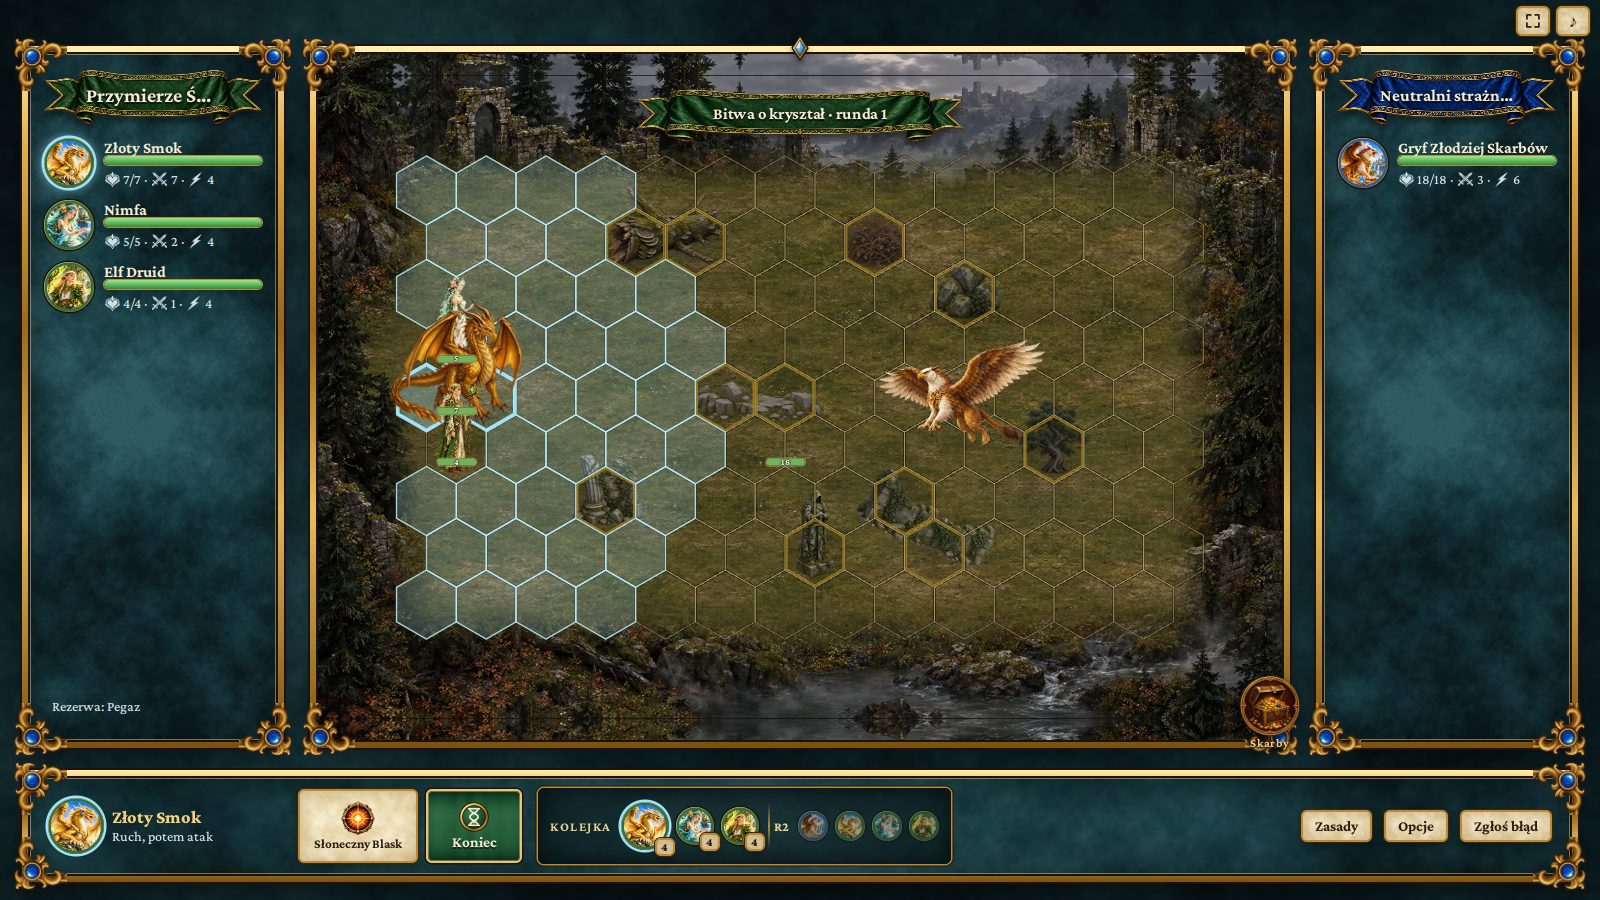 ♪
Przymierze Ś...
Złoty Smok
7/7 · 7 · 4
Nimfa
5/5 · 2 · 4
Elf Druid
4/4 · 1 · 4
Rezerwa: Pegaz
Bitwa o kryształ · runda 1
5
7
4
18
Skarby
Neutralni strażn...
Gryf Złodziej Skarbów
18/18 · 3 · 6
Złoty Smok
Ruch, potem atak
Słoneczny Blask
Koniec
KOLEJKA
4
4
4
R2
Zasady
Opcje
Zgłoś błąd